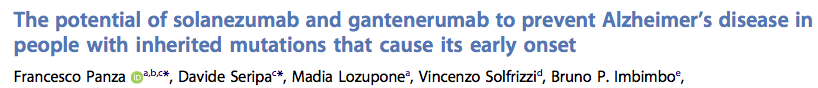 The potential of solanezumab and gantenerumab to prevent Alzheimer's disease in
people with inherited mutations that cause its early onset
Francesco Panza iD a,b,c*, Davide Seripa c*, Madia Lozupone a, Vincenzo Solfrizzi d, Bruno P. Imbimbo e,